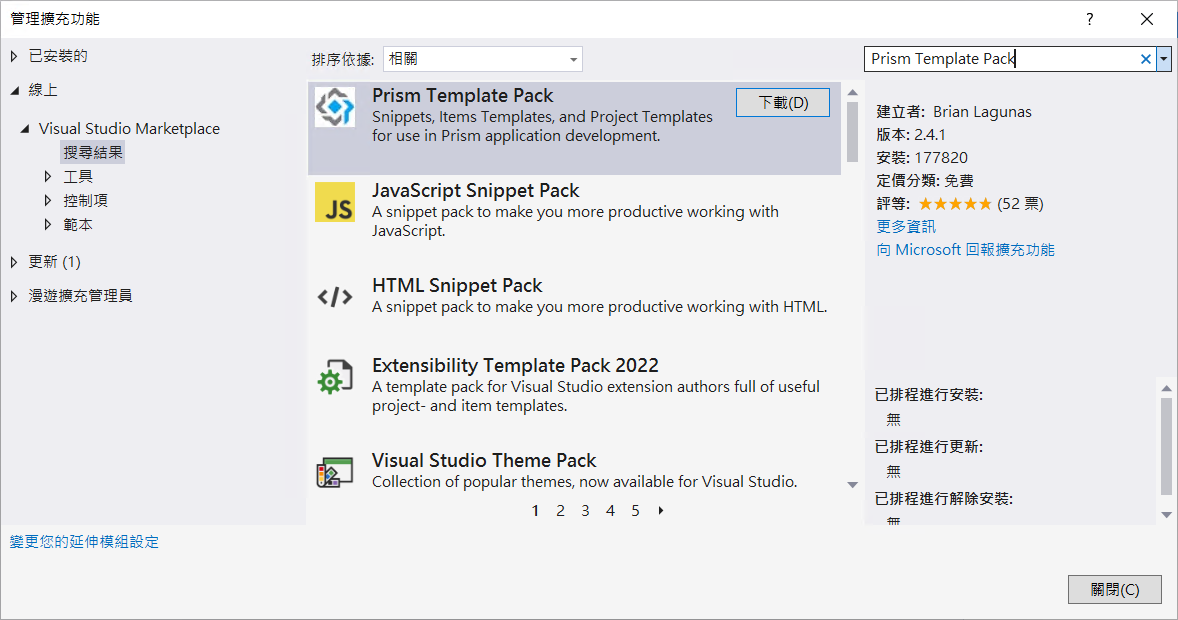 管理擴充功能
?
已安裝的
線上
Visual Studio Marketplace
搜尋結果
工具
控制項
範本
更新 (1)
漫遊擴充管理員
排序依據:
相關
Prism Template Pack
下載(D)
Snippets, Items Templates, and Project Templates
for use in Prism application development.
JS
JavaScript Snippet Pack
A snippet pack to make you more productive working with
JavaScript.
HTML Snippet Pack
A snippet pack to make you more productive working with HTML.
Extensibility Template Pack 2022
A template pack for Visual Studio extension authors full of useful
project- and item templates.
Visual Studio Theme Pack
Collection of popular themes, now available for Visual Studio.
1 2 3 4 5
Prism Template Pack
建立者: Brian Lagunas
版本: 2.4.1
安裝: 177820
定價分類: 免費
評等: ★★★★★ (52 票)
更多資訊
向 Microsoft 回報擴充功能
已排程進行安裝:
無
已排程進行更新:
無
已排程進行解除安裝:
無
變更您的延伸模組設定
關閉(C)